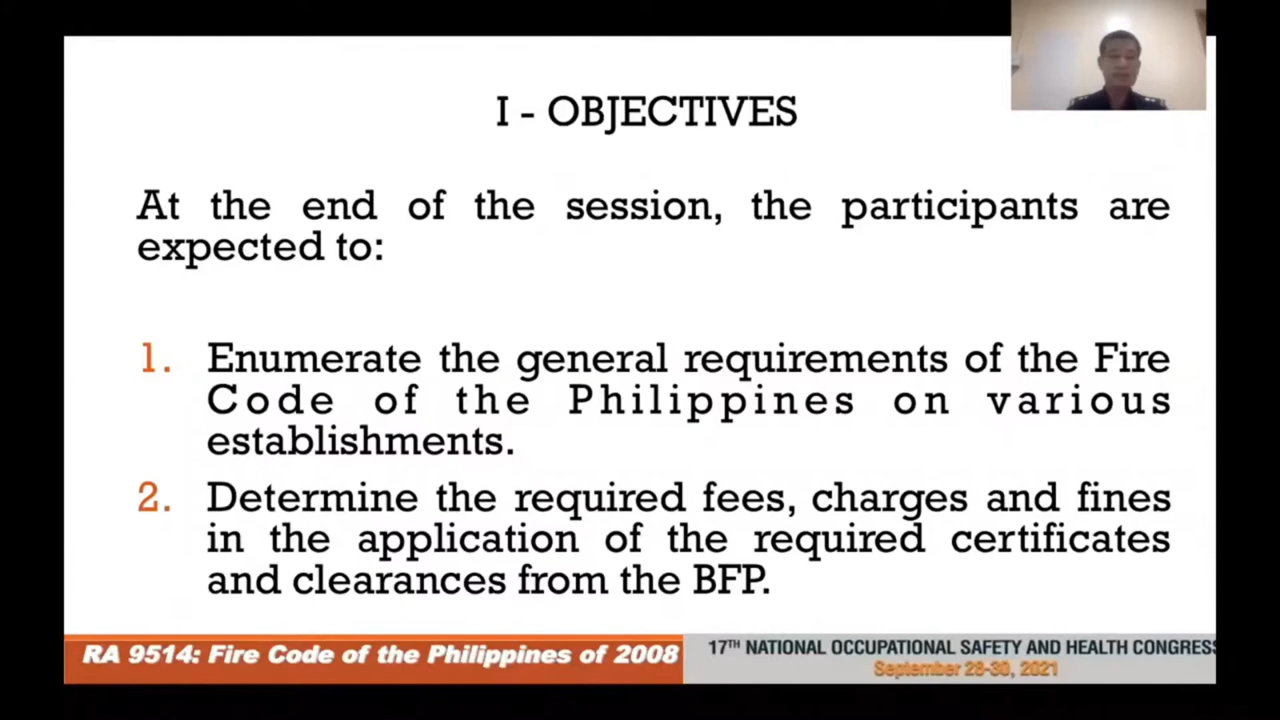 I - OBJECTIVES
At the end of the session, the participants are
expected to:
1. Enumerate the general requirements of the Fire
Code of the Philippines on various
establishments.
2. Determine the required fees, charges and fines
in the application of the required certificates
and clearances from the BFP.
RA 9514: Fire Code of the Philippines of 2008
17TH NATIONAL OCCUPATIONAL SAFETY AND HEALTH CONGRESS
September 28-30, 2021